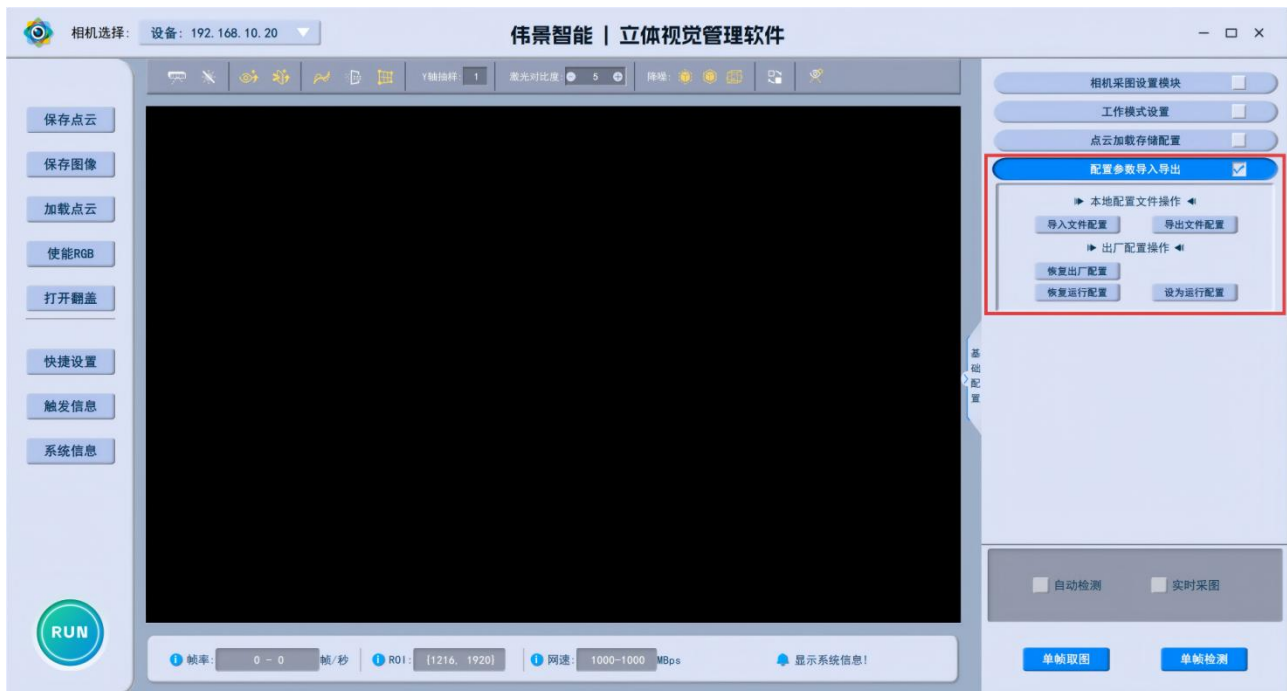 相机选择: 设备: 192.168.10.20
伟景智能 | 立体视觉管理软件
Y轴抽样: 1 激光对比度: 5 降噪:
保存点云
保存图像
加载点云
使能RGB
打开翻盖
快捷设置
触发信息
系统信息
RUN
基础配置
相机采图设置模块
工作模式设置
点云加载存储配置
配置参数导入导出
本地配置文件操作
导入文件配置 导出文件配置
出厂配置操作
恢复出厂配置
恢复运行配置 设为运行配置
自动检测 实时采图
单帧取图 单帧检测
帧率: 0 - 0 帧/秒 ROI: [1216, 1920] 网速: 1000-1000 MBps 显示系统信息!